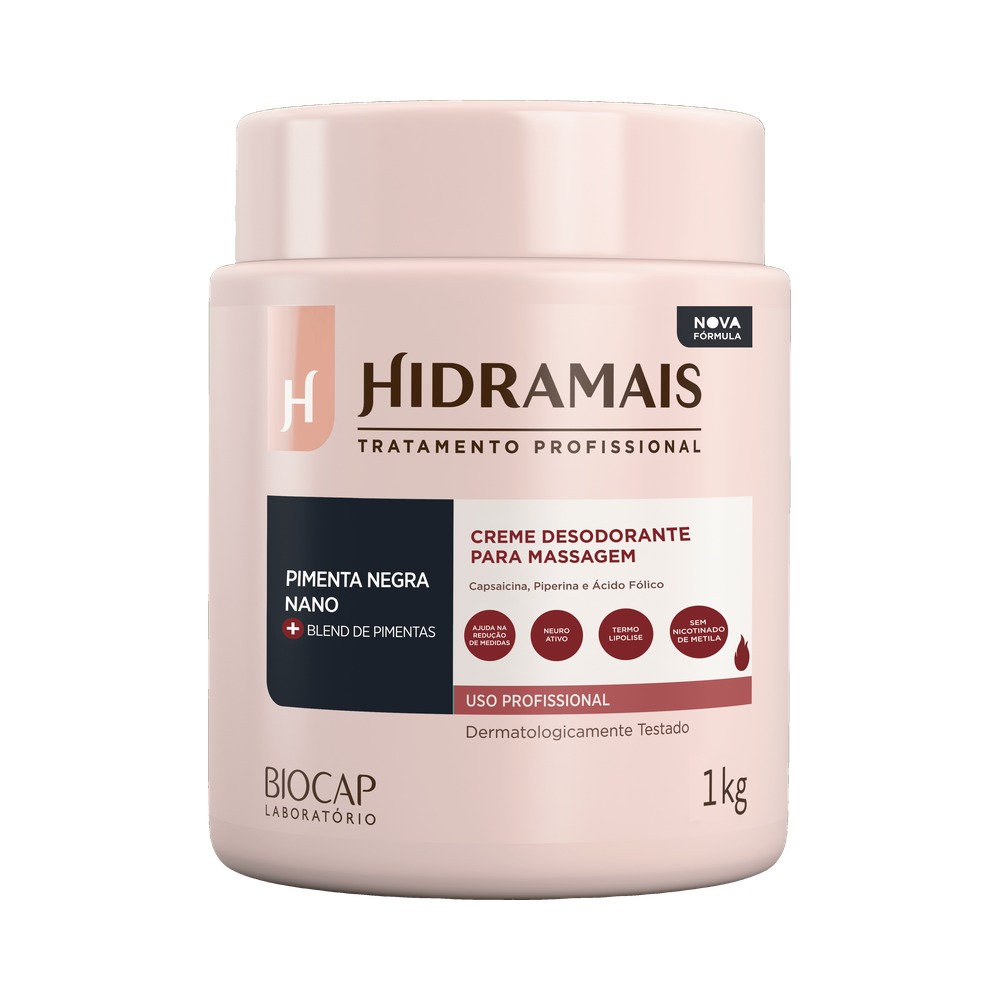 NOVA
FÓRMULA
H
HIDRAMAIS
TRATAMENTO PROFISSIONAL
PIMENTA NEGRA
NANO
+ BLEND DE PIMENTAS
CREME DESODORANTE
PARA MASSAGEM
Capsaicina, Piperina e Ácido Fólico
AJUDA NA
REDUÇÃO
DE MEDIDAS
NEURO
ATIVO
TERMO
LIPOLISE
SEM
NICOTINADO
DE METILA
USO PROFISSIONAL
Dermatologicamente Testado
BIOCAP
LABORATÓRIO
1kg